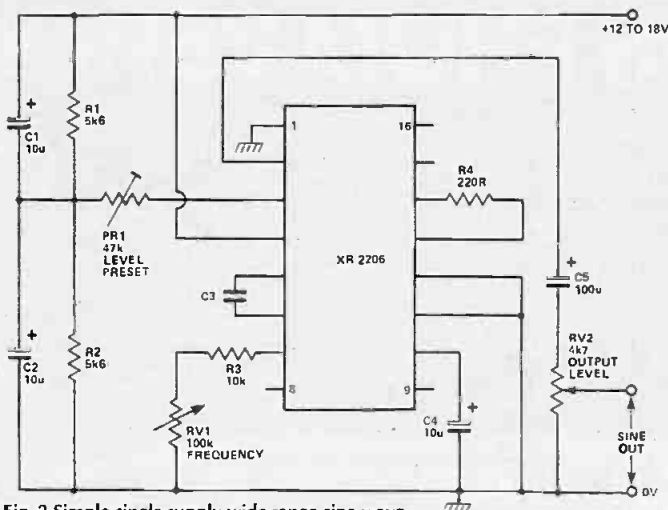 +12 TO 18V
R1
5k6
C1
10u
1
16
R4
220R
PR1
47k
LEVEL
PRESET
XR 2206
C3
C5
100u
RV2
4k7
OUTPUT
LEVEL
R2
5k6
C2
10u
R3
10k
8
9
RV1
100k
FREQUENCY
C4
10u
SINE
OUT
0V
Fig. 2 Simple single supply wide range sine wave